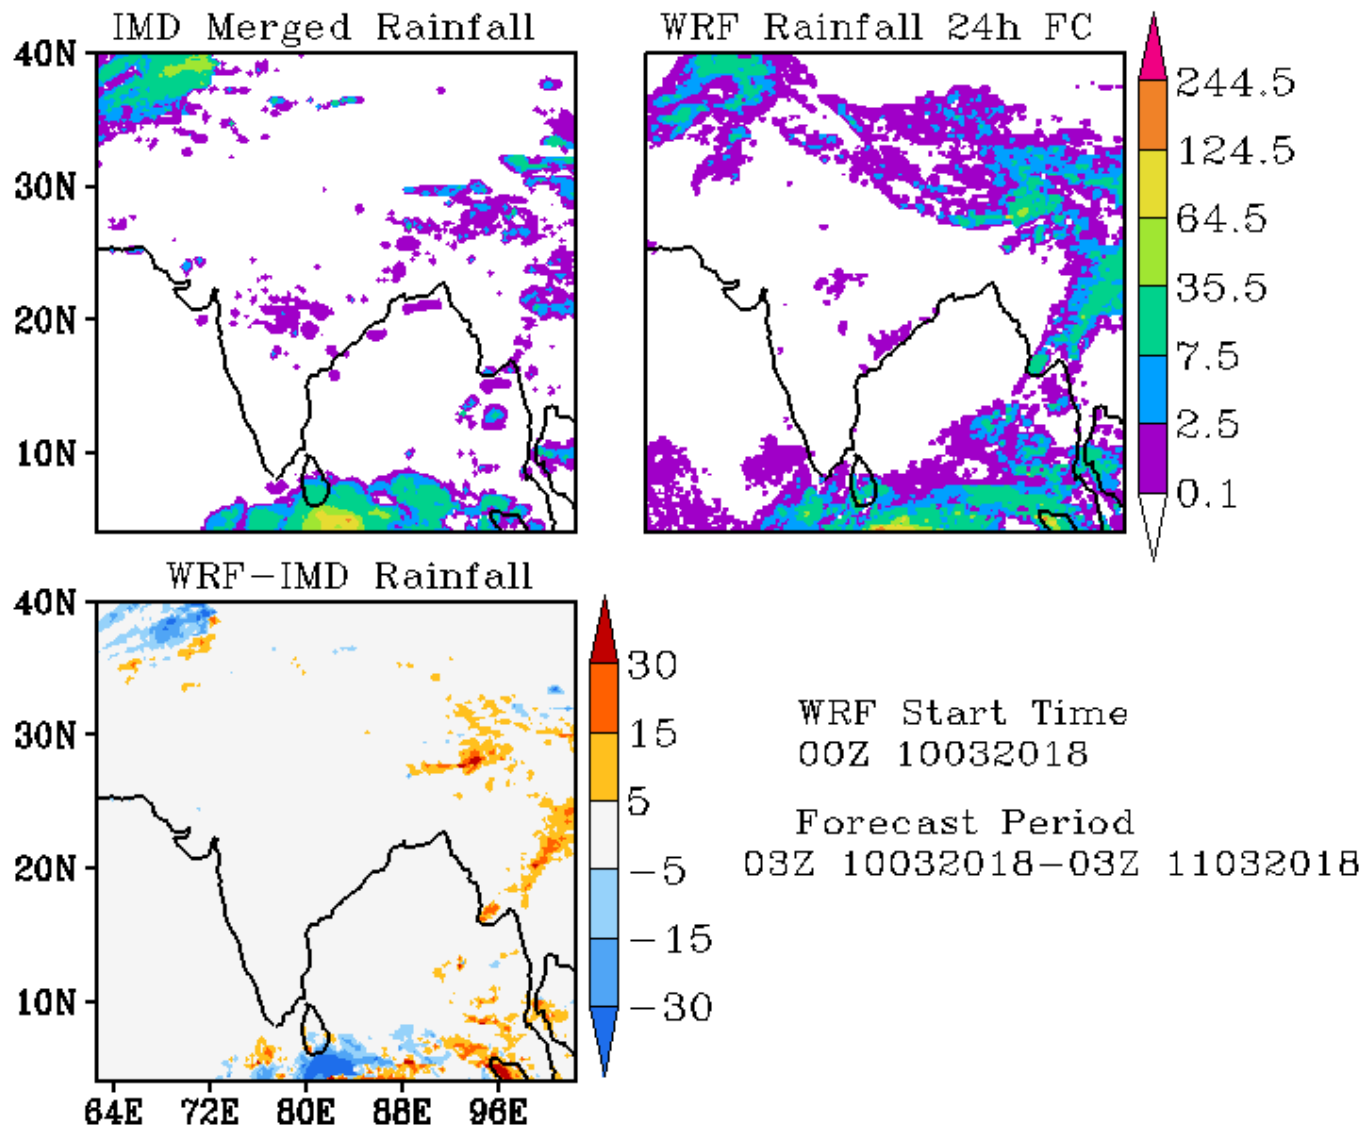 IMD Merged Rainfall
WRF Rainfall 24h FC
40N
30N
20N
10N
244.5
124.5
64.5
35.5
7.5
2.5
0.1
WRF-IMD Rainfall
40N
30N
20N
10N
64E 72E 80E 88E 96E
30
15
5
-5
-15
-30
WRF Start Time
00Z 10032018
Forecast Period
03Z 10032018-03Z 11032018